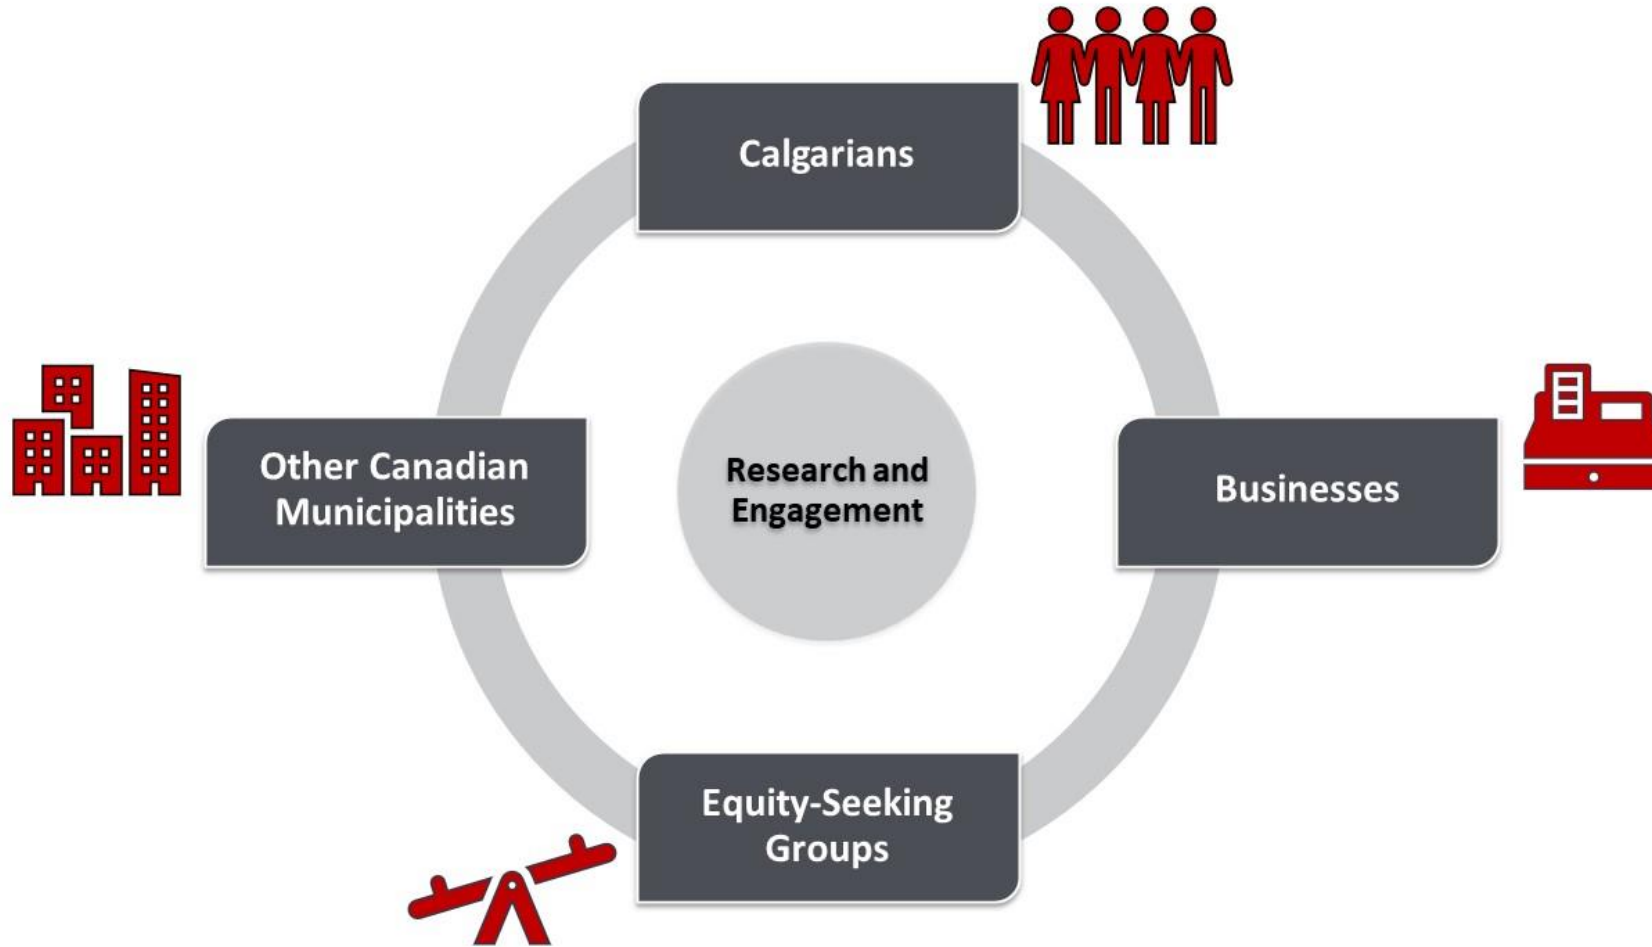 Calgarians
Other Canadian
Municipalities
Research and
Engagement
Businesses
Equity-Seeking
Groups